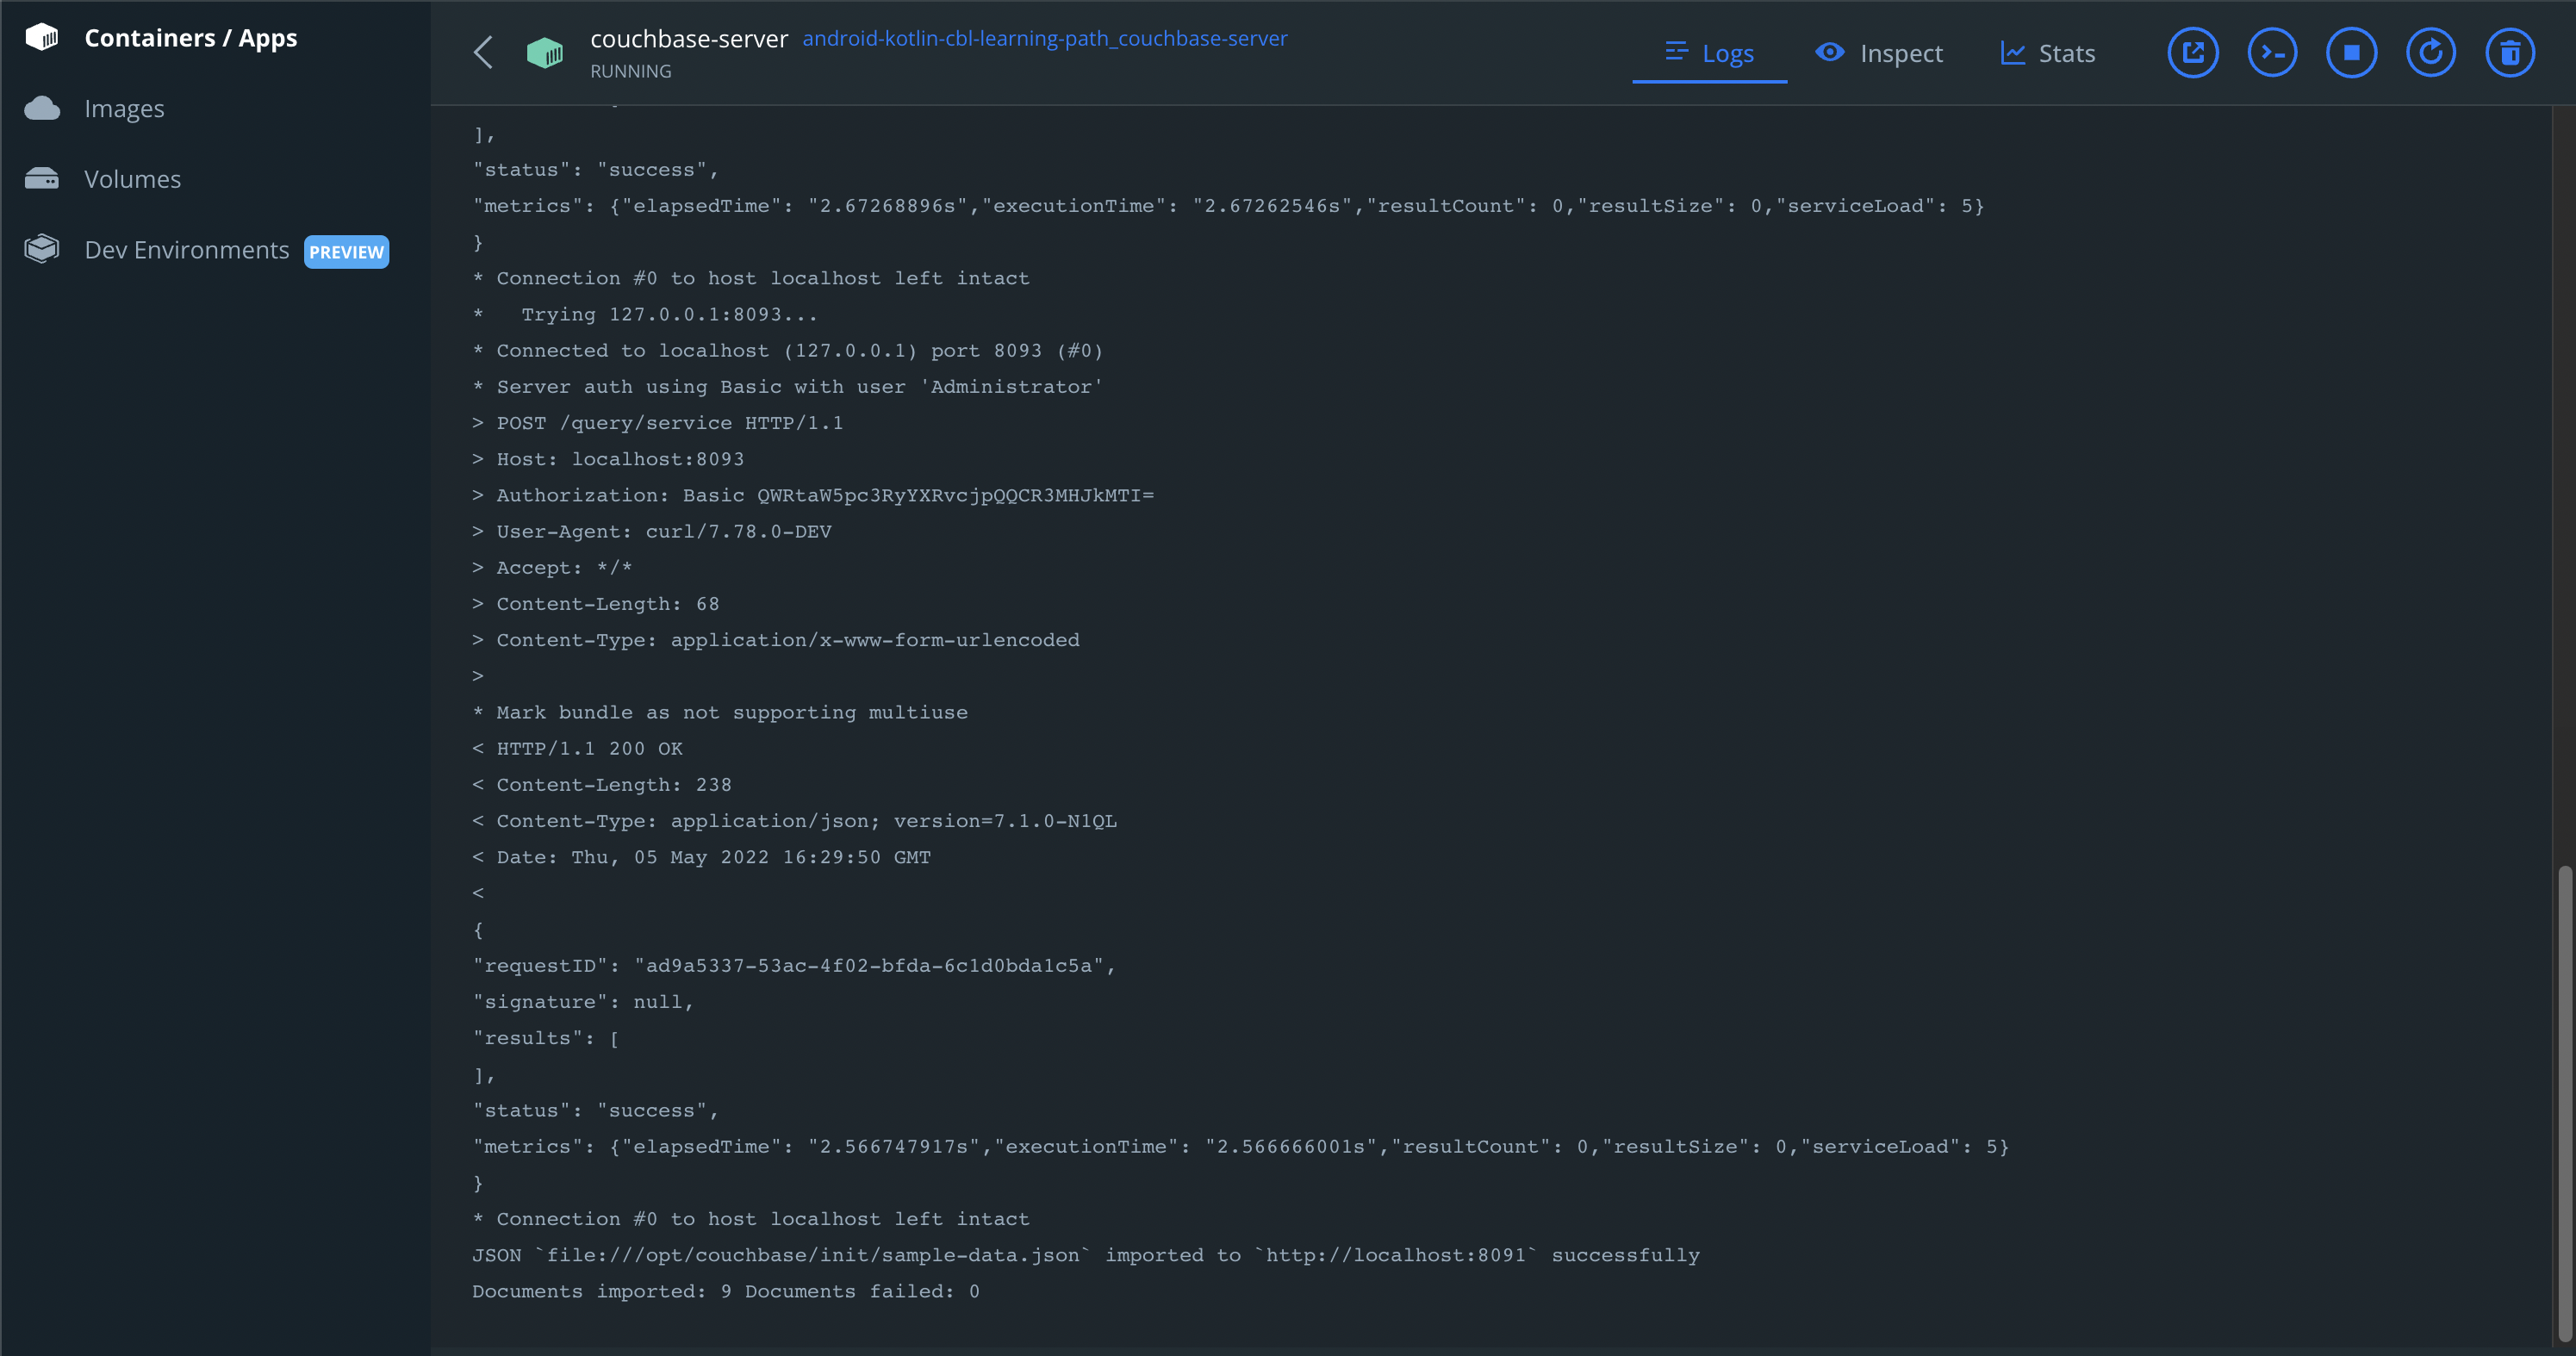 Containers / Apps
Images
Volumes
Dev Environments PREVIEW
couchbase-server android-kotlin-cbl-learning-path_couchbase-server
RUNNING
Logs Inspect Stats
],
"status": "success",
"metrics": {"elapsedTime": "2.67268896s","executionTime": "2.67262546s","resultCount": 0,"resultSize": 0,"serviceLoad": 5}
}
* Connection #0 to host localhost left intact
*   Trying 127.0.0.1:8093...
* Connected to localhost (127.0.0.1) port 8093 (#0)
* Server auth using Basic with user 'Administrator'
> POST /query/service HTTP/1.1
> Host: localhost:8093
> Authorization: Basic QWRtaW5pc3RyYXRvcjpQQCR3MHJkMTI=
> User-Agent: curl/7.78.0-DEV
> Accept: */*
> Content-Length: 68
> Content-Type: application/x-www-form-urlencoded
>
* Mark bundle as not supporting multiuse
< HTTP/1.1 200 OK
< Content-Length: 238
< Content-Type: application/json; version=7.1.0-N1QL
< Date: Thu, 05 May 2022 16:29:50 GMT
<
{
"requestID": "ad9a5337-53ac-4f02-bfda-6c1d0bda1c5a",
"signature": null,
"results": [
],
"status": "success",
"metrics": {"elapsedTime": "2.566747917s","executionTime": "2.566666001s","resultCount": 0,"resultSize": 0,"serviceLoad": 5}
}
* Connection #0 to host localhost left intact
JSON `file:///opt/couchbase/init/sample-data.json` imported to `http://localhost:8091` successfully
Documents imported: 9 Documents failed: 0